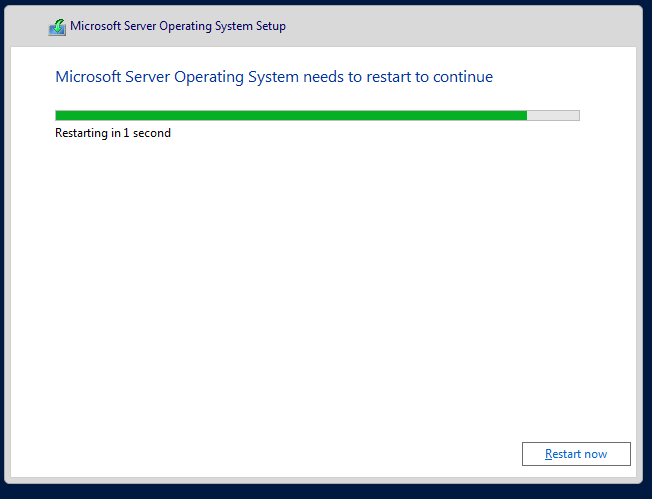 Microsoft Server Operating System Setup
Microsoft Server Operating System needs to restart to continue
Restarting in 1 second
Restart now